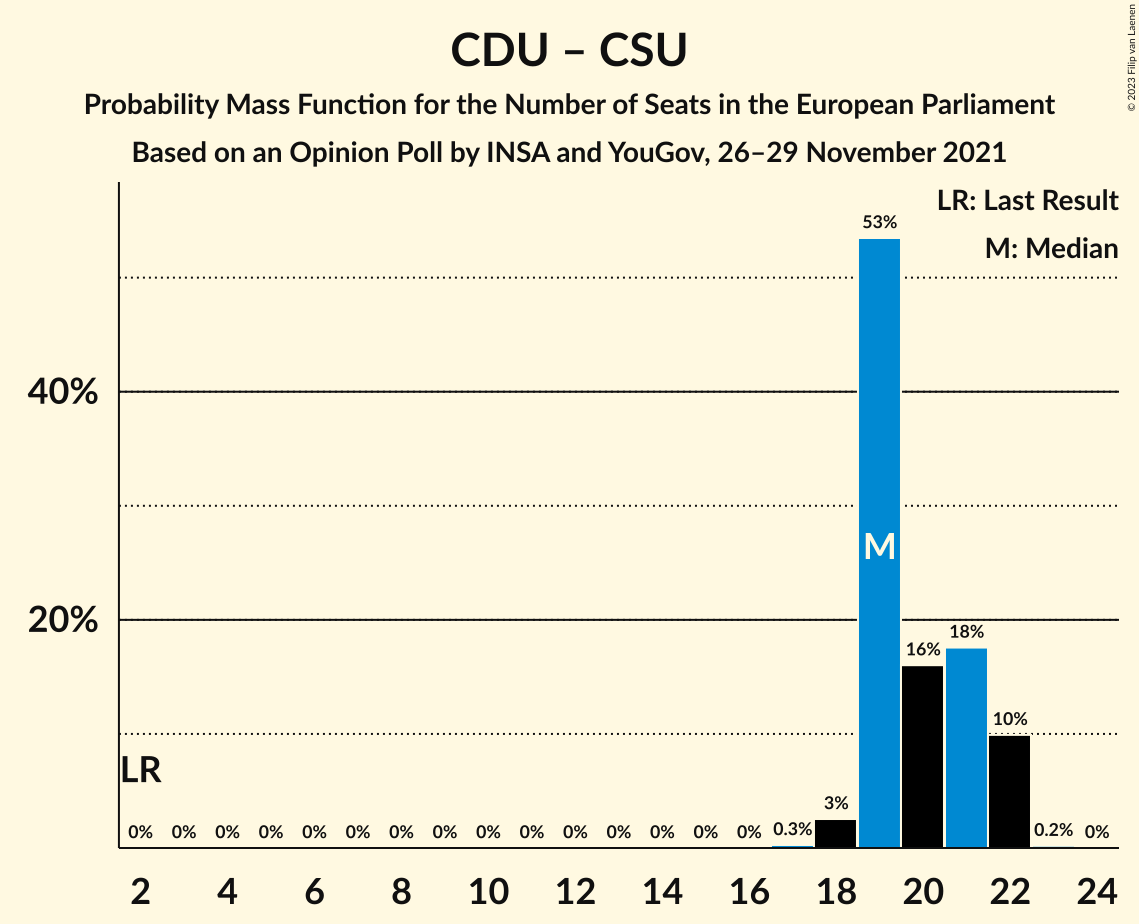 CDU – CSU
Probability Mass Function for the Number of Seats in the European Parliament
Based on an Opinion Poll by INSA and YouGov, 26–29 November 2021
© 2023 Filip van Laenen
LR: Last Result
M: Median
53%
40%
M
20%
18%
16%
10%
LR
3%
0% 0% 0% 0% 0% 0% 0% 0% 0% 0% 0% 0% 0% 0% 0% 0.3% 0.2% 0%
2 4 6 8 10 12 14 16 18 20 22 24